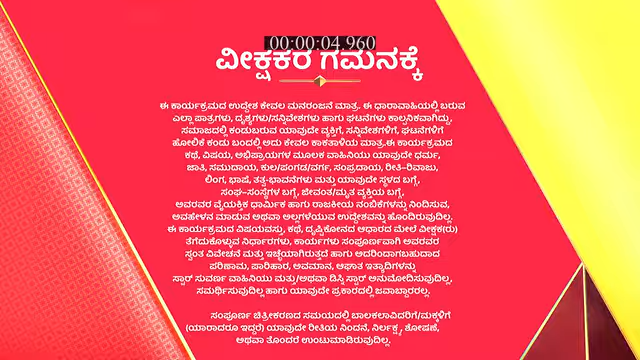 00:00:04.960
ವೀಕ್ಷಕರ ಗಮನಕ್ಕೆ
ಈ ಕಾರ್ಯಕ್ರಮದ ಉದ್ದೇಶ ಕೇವಲ ಮನರಂಜನೆ ಮಾತ್ರ. ಈ ಧಾರಾವಾಹಿಯಲ್ಲಿ ಬರುವ
ಎಲ್ಲಾ ಪಾತ್ರಗಳು, ದೃಶ್ಯಗಳು/ಸನ್ನಿವೇಶಗಳು ಹಾಗು ಘಟನೆಗಳು ಕಾಲ್ಪನಿಕವಾಗಿದ್ದು,
ಸಮಾಜದಲ್ಲಿ ಕಂಡುಬರುವ ಯಾವುದೇ ವ್ಯಕ್ತಿಗೆ, ಸನ್ನಿವೇಶಗಳಿಗೆ, ಘಟನೆಗಳಿಗೆ
ಹೋಲಿಕೆ ಕಂಡು ಬಂದಲ್ಲಿ ಅದು ಕೇವಲ ಕಾಕತಾಳಿಯ ಮಾತ್ರ.ಈ ಕಾರ್ಯಕ್ರಮದ
ಕಥೆ, ವಿಷಯ, ಅಭಿಪ್ರಾಯಗಳ ಮೂಲಕ ವಾಹಿನಿಯು ಯಾವುದೇ ಧರ್ಮ,
ಜಾತಿ, ಸಮುದಾಯ, ಕುಲ/ಪಂಗಡ/ವರ್ಗ, ಸಂಪ್ರದಾಯ, ರೀತಿ-ರಿವಾಜು,
ಲಿಂಗ, ಭಾಷೆ, ತತ್ವ-ಭಾವನೆಗಳು ಮತ್ತು ಯಾವುದೇ ಸ್ಥಳದ ಬಗ್ಗೆ,
ಸಂಘ-ಸಂಸ್ಥೆಗಳ ಬಗ್ಗೆ, ಜೀವಂತ/ಮೃತ ವ್ಯಕ್ತಿಯ ಬಗ್ಗೆ,
ಅವರವರ ವೈಯಕ್ತಿಕ ಧಾರ್ಮಿಕ ಹಾಗು ರಾಜಕೀಯ ನಂಬಿಕೆಗಳನ್ನು ನಿಂದಿಸುವ,
ಅವಹೇಳನ ಮಾಡುವ ಅಥವಾ ಅಲ್ಲಗಳೆಯುವ ಉದ್ದೇಶವನ್ನು ಹೊಂದಿರುವುದಿಲ್ಲ.
ಈ ಕಾರ್ಯಕ್ರಮದ ವಿಷಯವಸ್ತು, ಕಥೆ, ದೃಷ್ಟಿಕೋನದ ಆಧಾರದ ಮೇಲೆ ವೀಕ್ಷಕ(ರು)
ತೆಗೆದುಕೊಳ್ಳುವ ನಿರ್ಧಾರಗಳು, ಕಾರ್ಯಗಳು ಸಂಪೂರ್ಣವಾಗಿ ಅವರವರ
ಸ್ವಂತ ವಿವೇಚನೆ ಮತ್ತು ಇಚ್ಛೆಯಾಗಿರುತ್ತದೆ ಹಾಗು ಅದರಿಂದಾಗಬಹುದಾದ
ಪರಿಣಾಮ, ಪಾರಿಹಾರ, ಅವಮಾನ, ಆಘಾತ ಇತ್ಯಾದಿಗಳನ್ನು
ಸ್ಟಾರ್ ಸುವರ್ಣ ವಾಹಿನಿಯು ಮತ್ತು/ಅಥವಾ ಡಿಸ್ನಿ ಸ್ಟಾರ್ ಅನುಮೋದಿಸುವುದಿಲ್ಲ,
ಸಮರ್ಥಿಸುವುದಿಲ್ಲ ಹಾಗು ಯಾವುದೇ ಪ್ರಕಾರದಲ್ಲಿ ಜವಾಬ್ದಾರರಲ್ಲ.
ಸಂಪೂರ್ಣ ಚಿತ್ರೀಕರಣದ ಸಮಯದಲ್ಲಿ ಬಾಲಕಲಾವಿದರಿಗೆ/ಮಕ್ಕಳಿಗೆ
(ಯಾರಾದರೂ ಇದ್ದರೆ) ಯಾವುದೇ ರೀತಿಯ ನಿಂದನೆ, ನಿರ್ಲಕ್ಷ್ಯ, ಶೋಷಣೆ,
ಅಥವಾ ತೊಂದರೆ ಉಂಟುಮಾಡಿರುವುದಿಲ್ಲ.